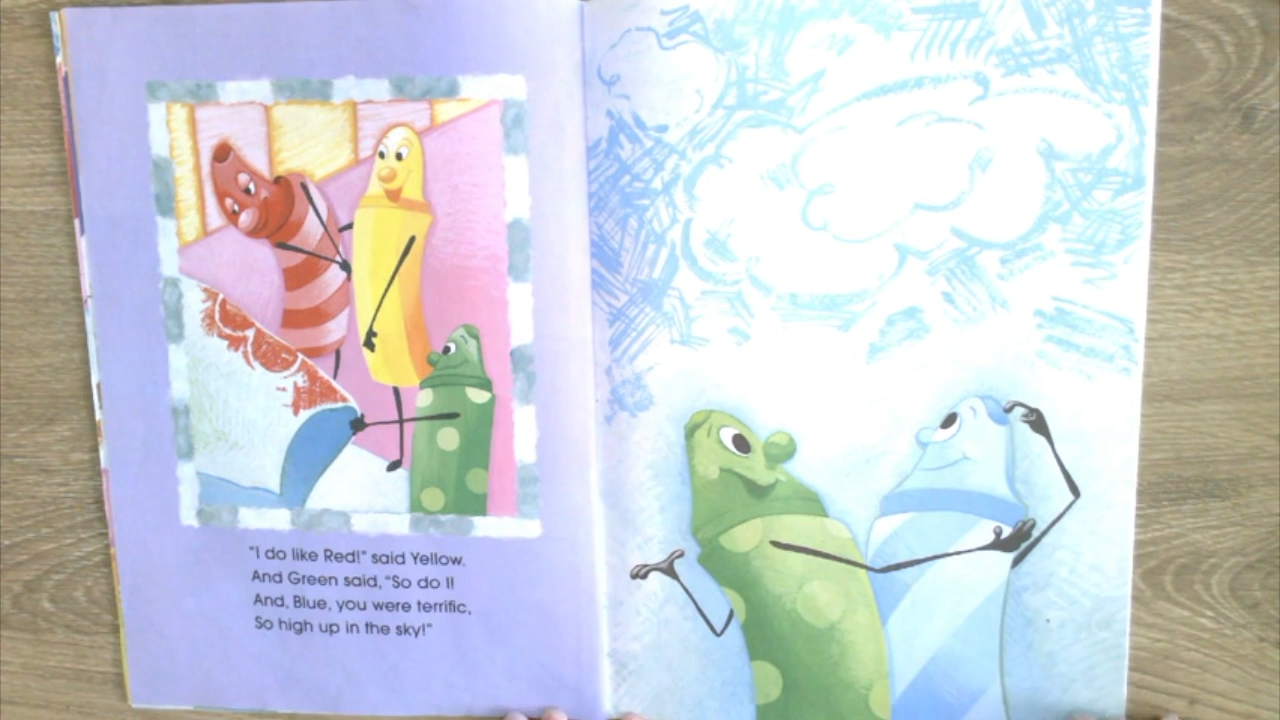 "I do like Red!" said Yellow.
And Green said, "So do I!
And, Blue, you were terrific,
So high up in the sky!"